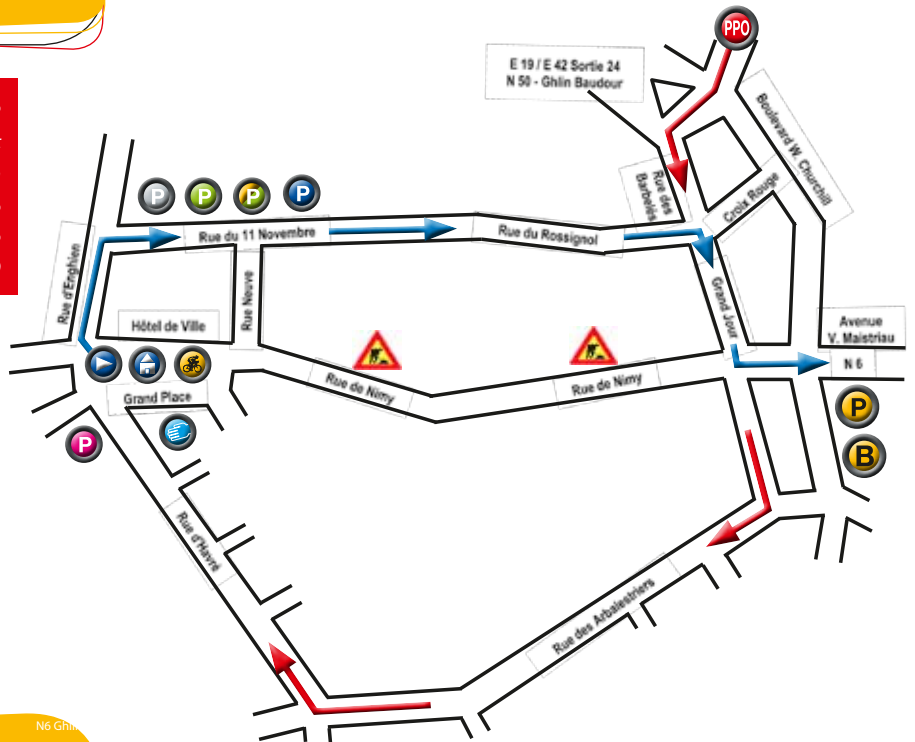 PPO
E 19 / E 42 Sortie 24
N 50 - Ghlin Baudour
Boulevard W. Churchill
Rue des
Barbelés
Croix Rouge
P
P
P
P
Rue du 11 Novembre
Rue du Rossignol
Rue d'Enghien
Rue Neuve
Hôtel de Ville
Grand Jour
Avenue
V. Maistriau
N 6
Rue de Nimy
Rue de Nimy
Grand Place
P
P
B
Rue d'Havré
Rue des Arbalestriers
N6